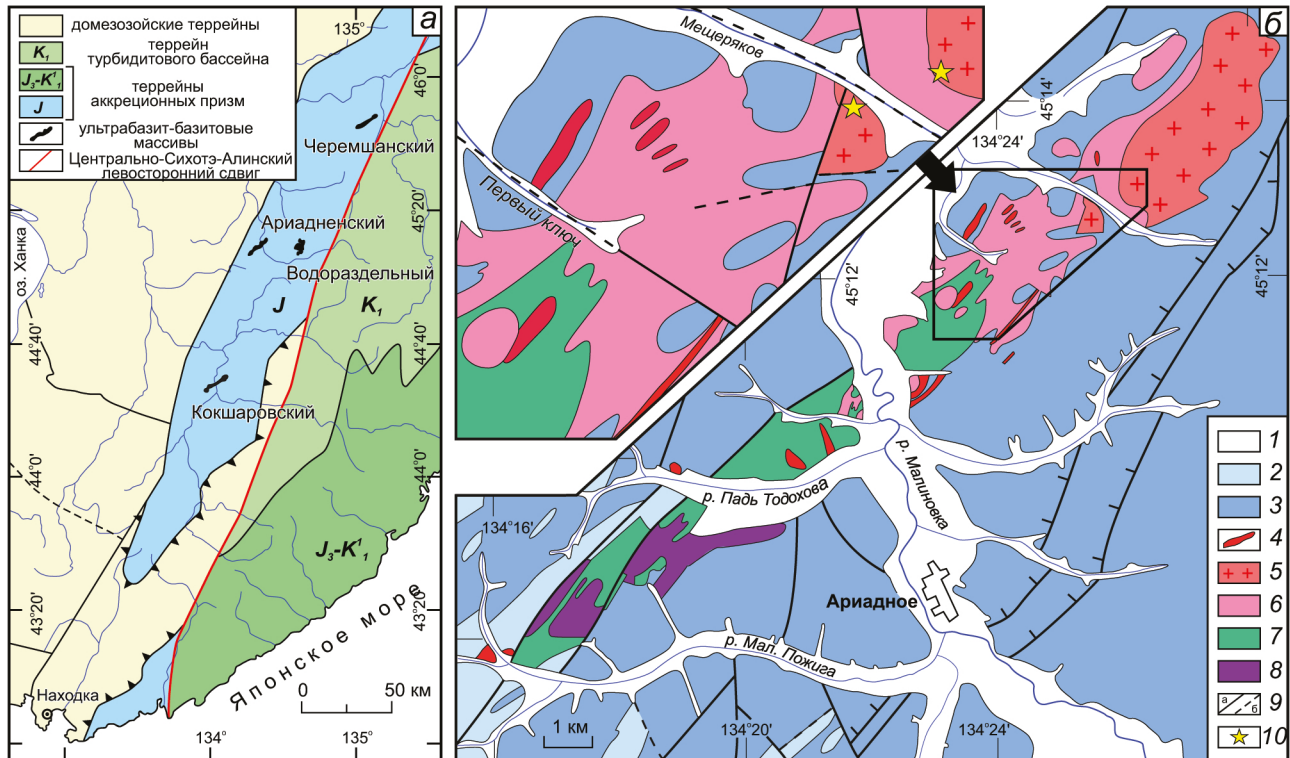 а
135°
домезозойские террейны
K₁
террейн
турбидитового бассейна
J₃-K₁¹
J
террейны
аккреционных призм
ультрабазит-базитовые
массивы
Центрально-Сихотэ-Алинский
левосторонний сдвиг
46°0'
Черемшанский
45°20'
Ариадненский
оз. Ханка
Водораздельный
J
K₁
44°40'
44°40'
Кокшаровский
44°0'
44°0'
J₃-K₁¹
43°20'
43°20'
Японское море
0
50 км
Находка
134°
135°
б
Мещеряков
Первый ключ
45°14'
134°24'
45°12'
45°12'
р. Малиновка
р. Падь Тодохова
134°16'
Ариадное
р. Мал. Пожига
1 км
134°20'
134°24'
1
2
3
4
5
6
7
8
а
б
9
10